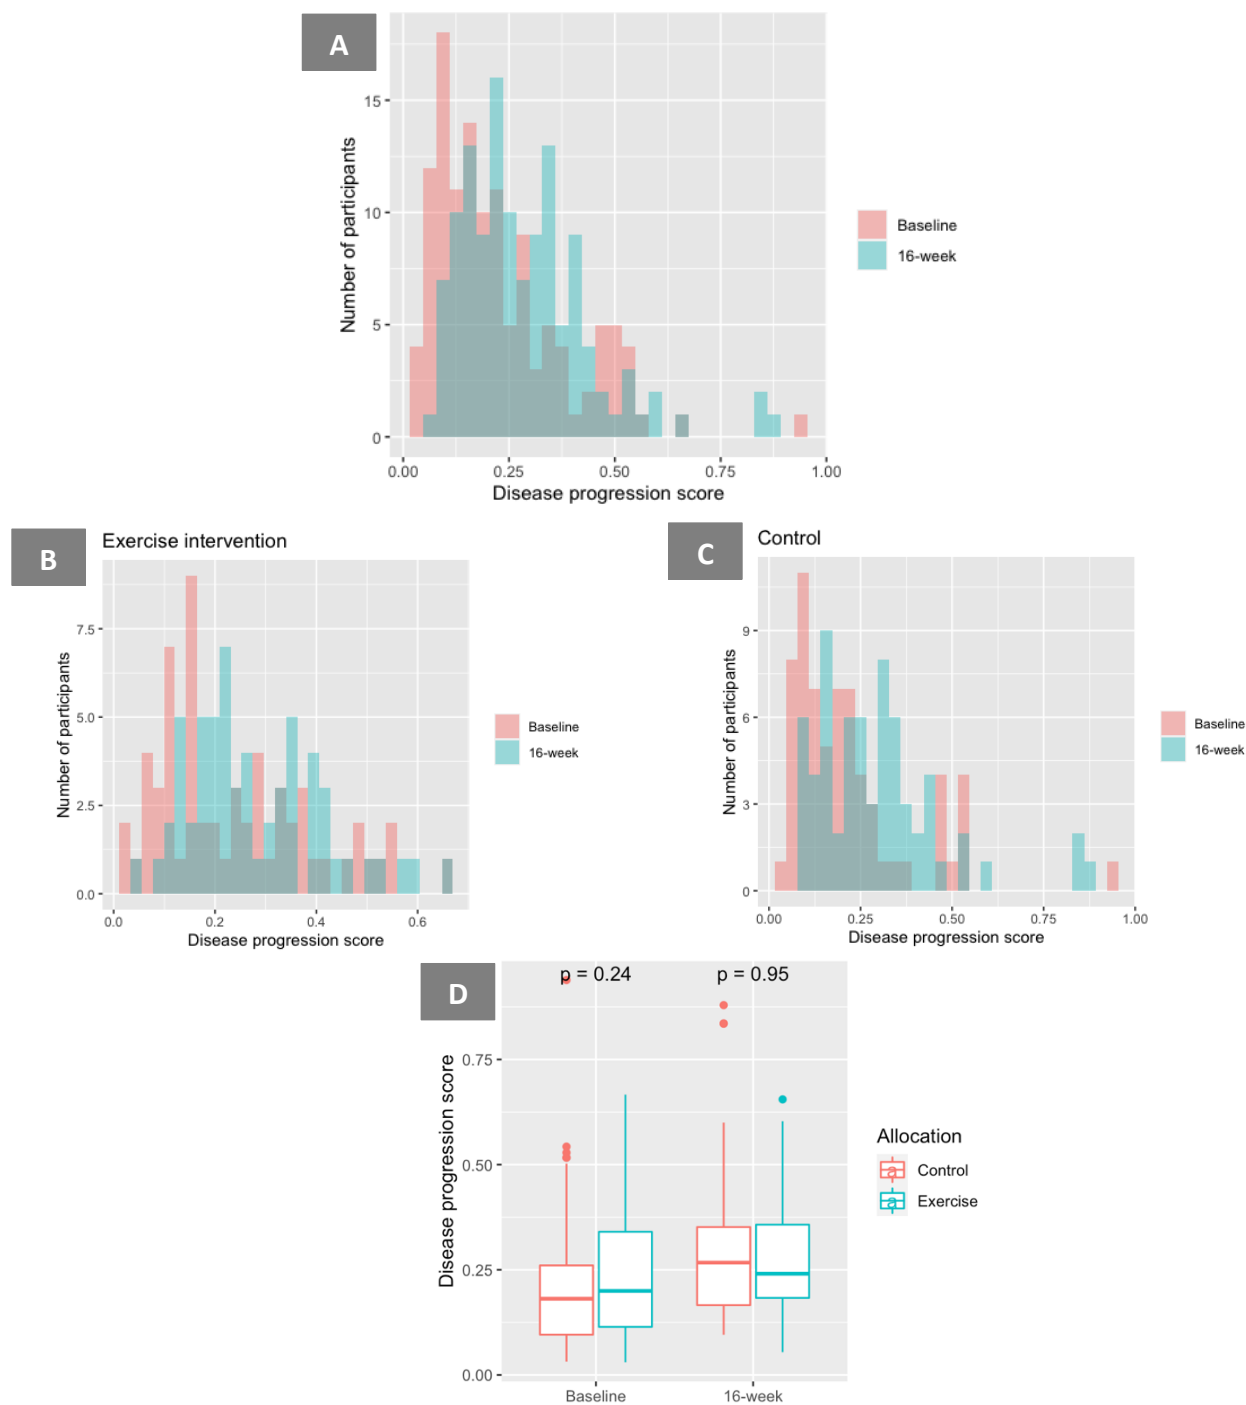 A
Number of participants
15
10
5
0
0.00 0.25 0.50 0.75 1.00
Disease progression score
Baseline
16-week
B
Exercise intervention
Number of participants
7.5
5.0
2.5
0.0
0.0 0.2 0.4 0.6
Disease progression score
Baseline
16-week
C
Control
Number of participants
9
6
3
0
0.00 0.25 0.50 0.75 1.00
Disease progression score
Baseline
16-week
D
p = 0.24 p = 0.95
Disease progression score
0.75
0.50
0.25
0.00
Baseline 16-week
Allocation
a Control
a Exercise